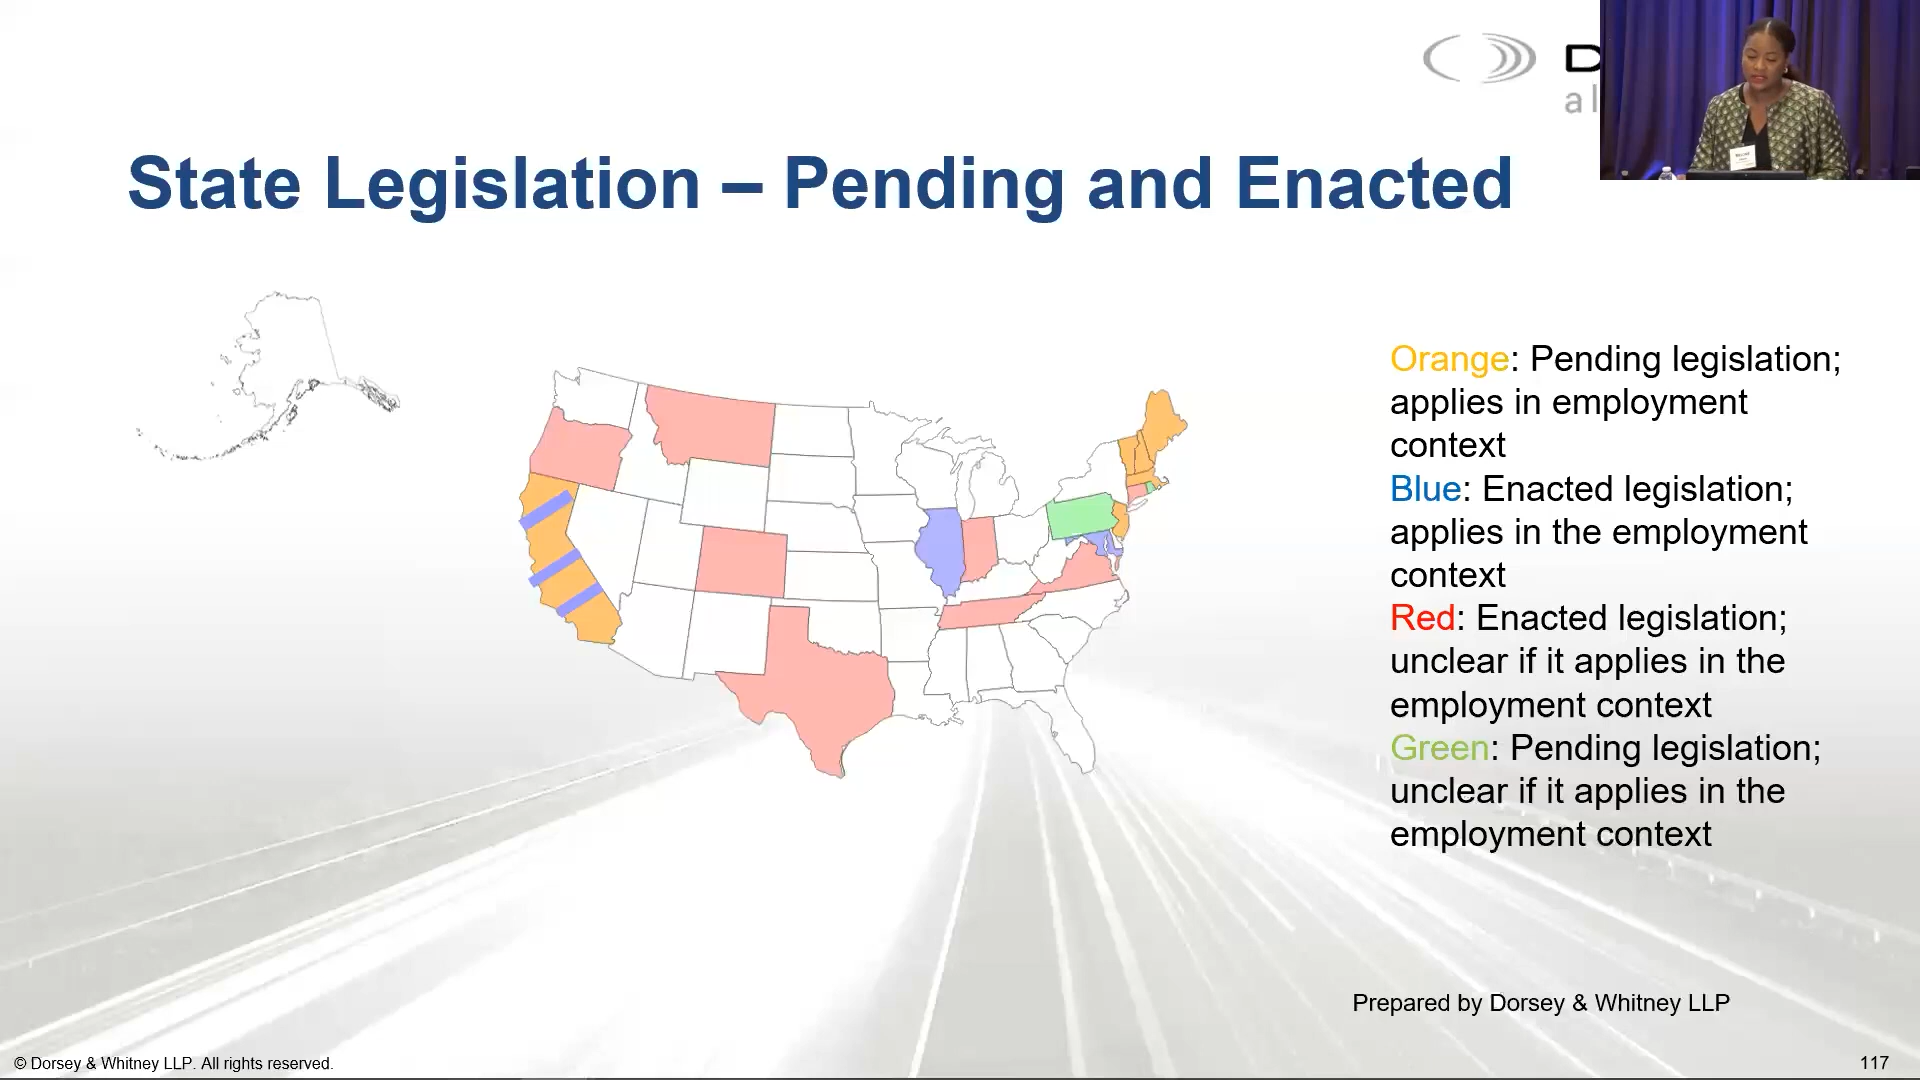 D
al
State Legislation – Pending and Enacted
Orange: Pending legislation;
applies in employment
context
Blue: Enacted legislation;
applies in the employment
context
Red: Enacted legislation;
unclear if it applies in the
employment context
Green: Pending legislation;
unclear if it applies in the
employment context
Prepared by Dorsey & Whitney LLP
© Dorsey & Whitney LLP. All rights reserved.
117